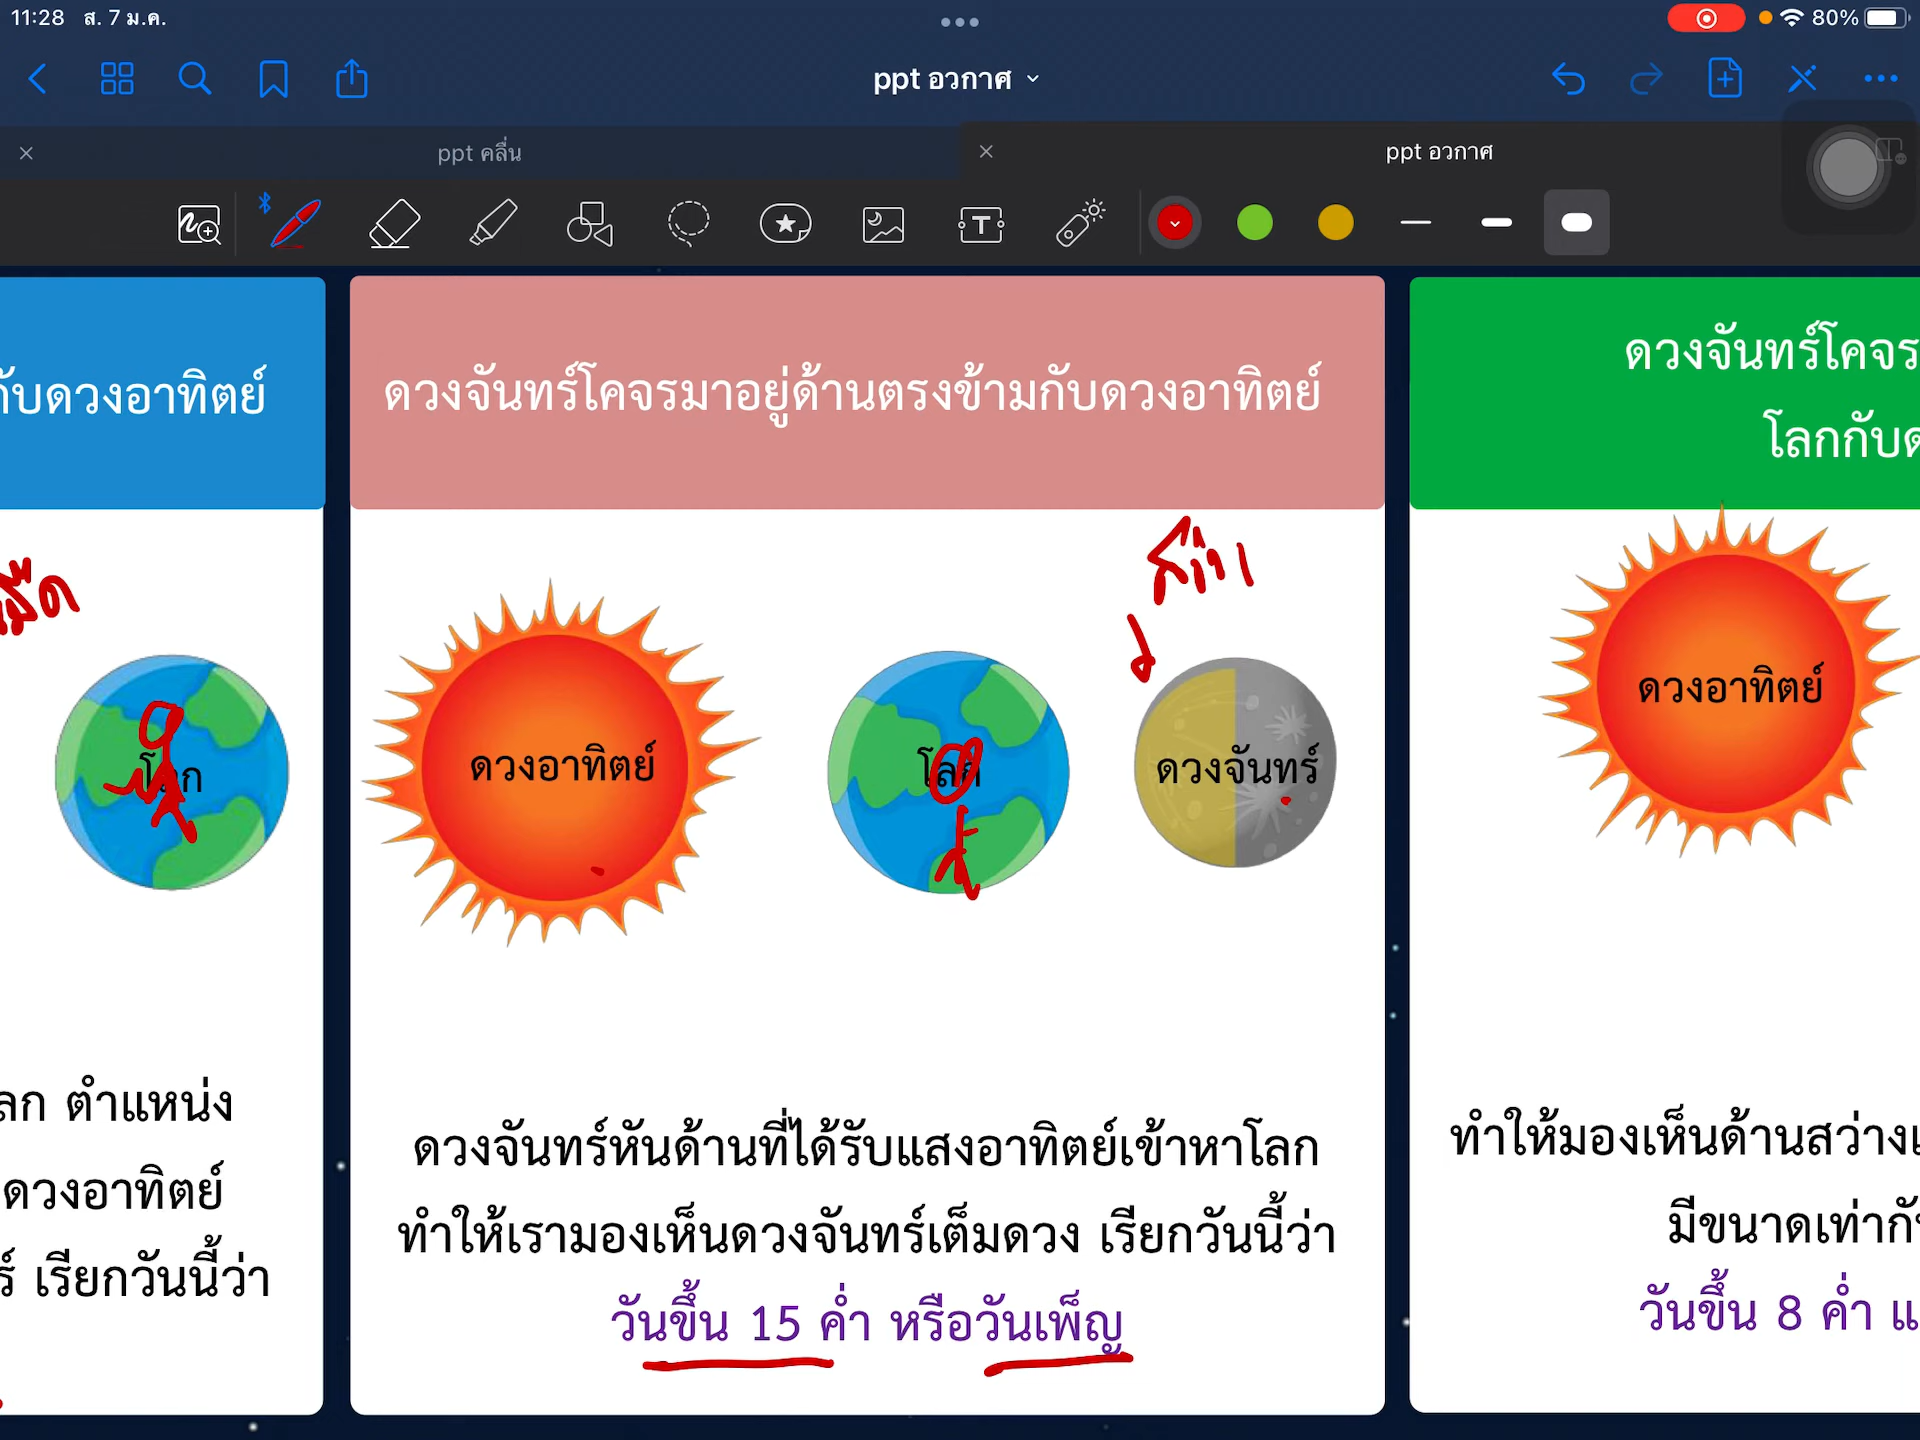 11:28 ส. 7 ม.ค.
80%
ppt อวกาศ
ppt คลื่น
ppt อวกาศ
กับดวงอาทิตย์
มืด
โลก
ลก ตำแหน่ง
ดวงอาทิตย์
ร์ เรียกวันนี้ว่า
ดวงจันทร์โคจรมาอยู่ด้านตรงข้ามกับดวงอาทิตย์
สว่าง
ดวงอาทิตย์
โลก
ดวงจันทร์
ดวงจันทร์หันด้านที่ได้รับแสงอาทิตย์เข้าหาโลก
ทำให้เรามองเห็นดวงจันทร์เต็มดวง เรียกวันนี้ว่า
วันขึ้น 15 ค่ำ หรือวันเพ็ญ
ดวงจันทร์โคจร
โลกกับด
ดวงอาทิตย์
ทำให้มองเห็นด้านสว่างแ
มีขนาดเท่ากั
วันขึ้น 8 ค่ำ แ